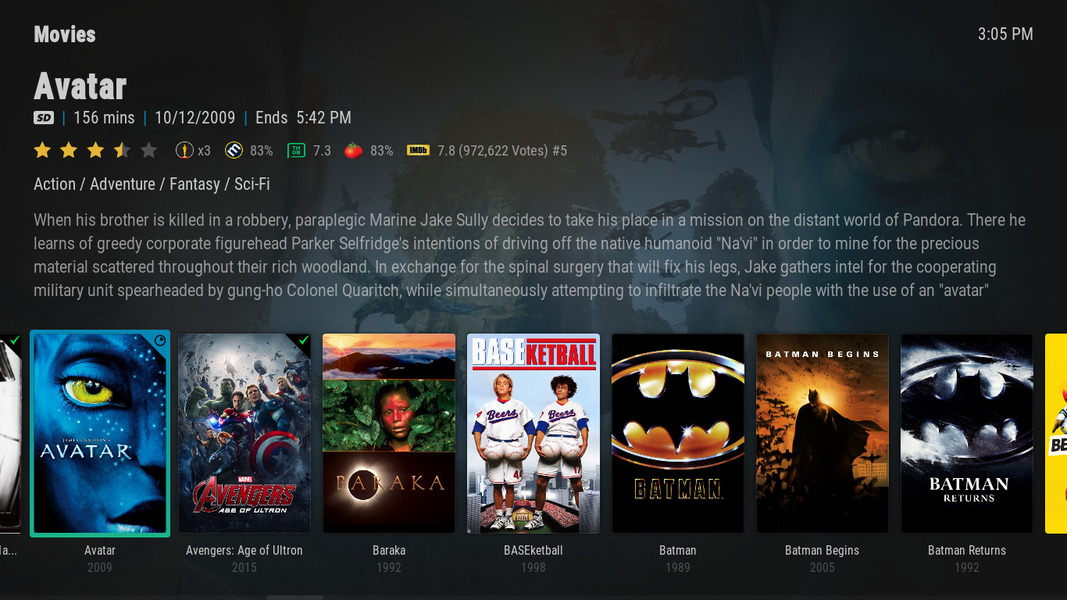 Movies
3:05 PM
Avatar
SD | 156 mins | 10/12/2009 | Ends 5:42 PM
x3 83% TMDB 7.3 83% IMDb 7.8 (972,622 Votes) #5
Action / Adventure / Fantasy / Sci-Fi
When his brother is killed in a robbery, paraplegic Marine Jake Sully decides to take his place in a mission on the distant world of Pandora. There he
learns of greedy corporate figurehead Parker Selfridge's intentions of driving off the native humanoid "Na'vi" in order to mine for the precious
material scattered throughout their rich woodland. In exchange for the spinal surgery that will fix his legs, Jake gathers intel for the cooperating
military unit spearheaded by gung-ho Colonel Quaritch, while simultaneously attempting to infiltrate the Na'vi people with the use of an "avatar"
AVATAR
MARVEL
AVENGERS
AGE OF ULTRON
BARAKA
BASEKETBALL
Beers
Beers
BATMAN
BATMAN BEGINS
BATMAN
RETURNS
BE
la...
Avatar
2009
Avengers: Age of Ultron
2015
Baraka
1992
BASEketball
1998
Batman
1989
Batman Begins
2005
Batman Returns
1992